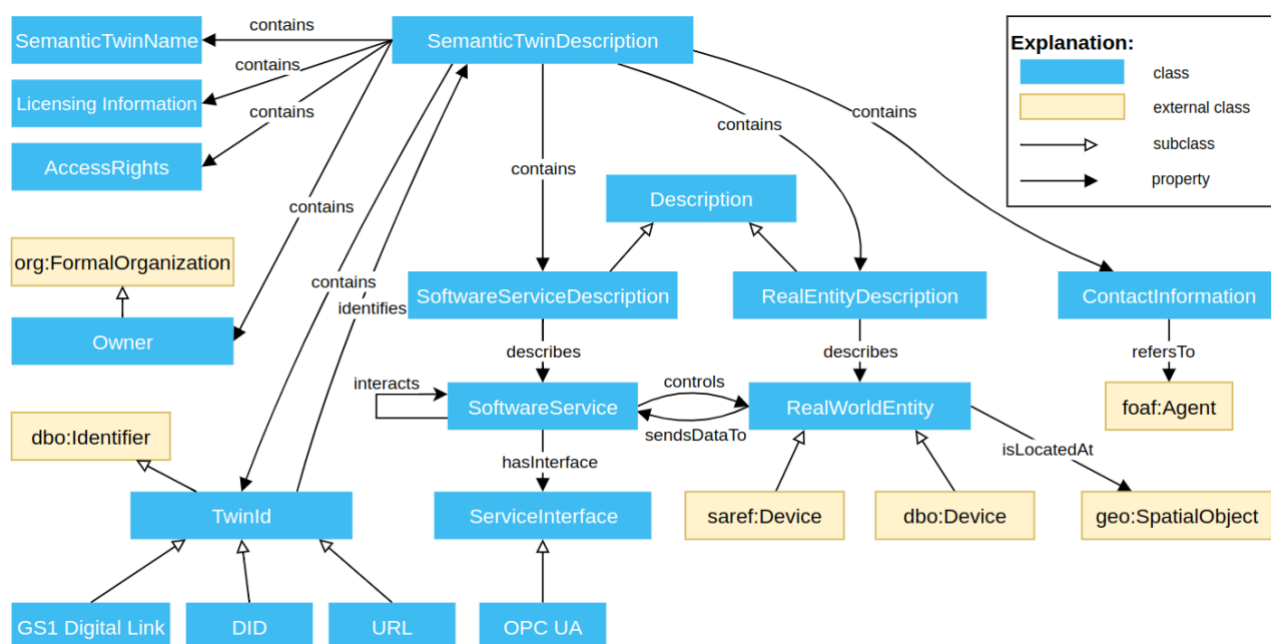 contains
SemanticTwinName
SemanticTwinDescription
Explanation:
contains
class
Licensing Information
external class
contains
contains
contains
subclass
AccessRights
contains
property
Description
contains
org:FormalOrganization
contains
identifies
SoftwareServiceDescription
RealEntityDescription
ContactInformation
Owner
describes
describes
refersTo
interacts
controls
SoftwareService
RealWorldEntity
foaf:Agent
dbo:Identifier
sendsDataTo
isLocatedAt
hasInterface
TwinId
ServiceInterface
saref:Device
dbo:Device
geo:SpatialObject
GS1 Digital Link
DID
URL
OPC UA